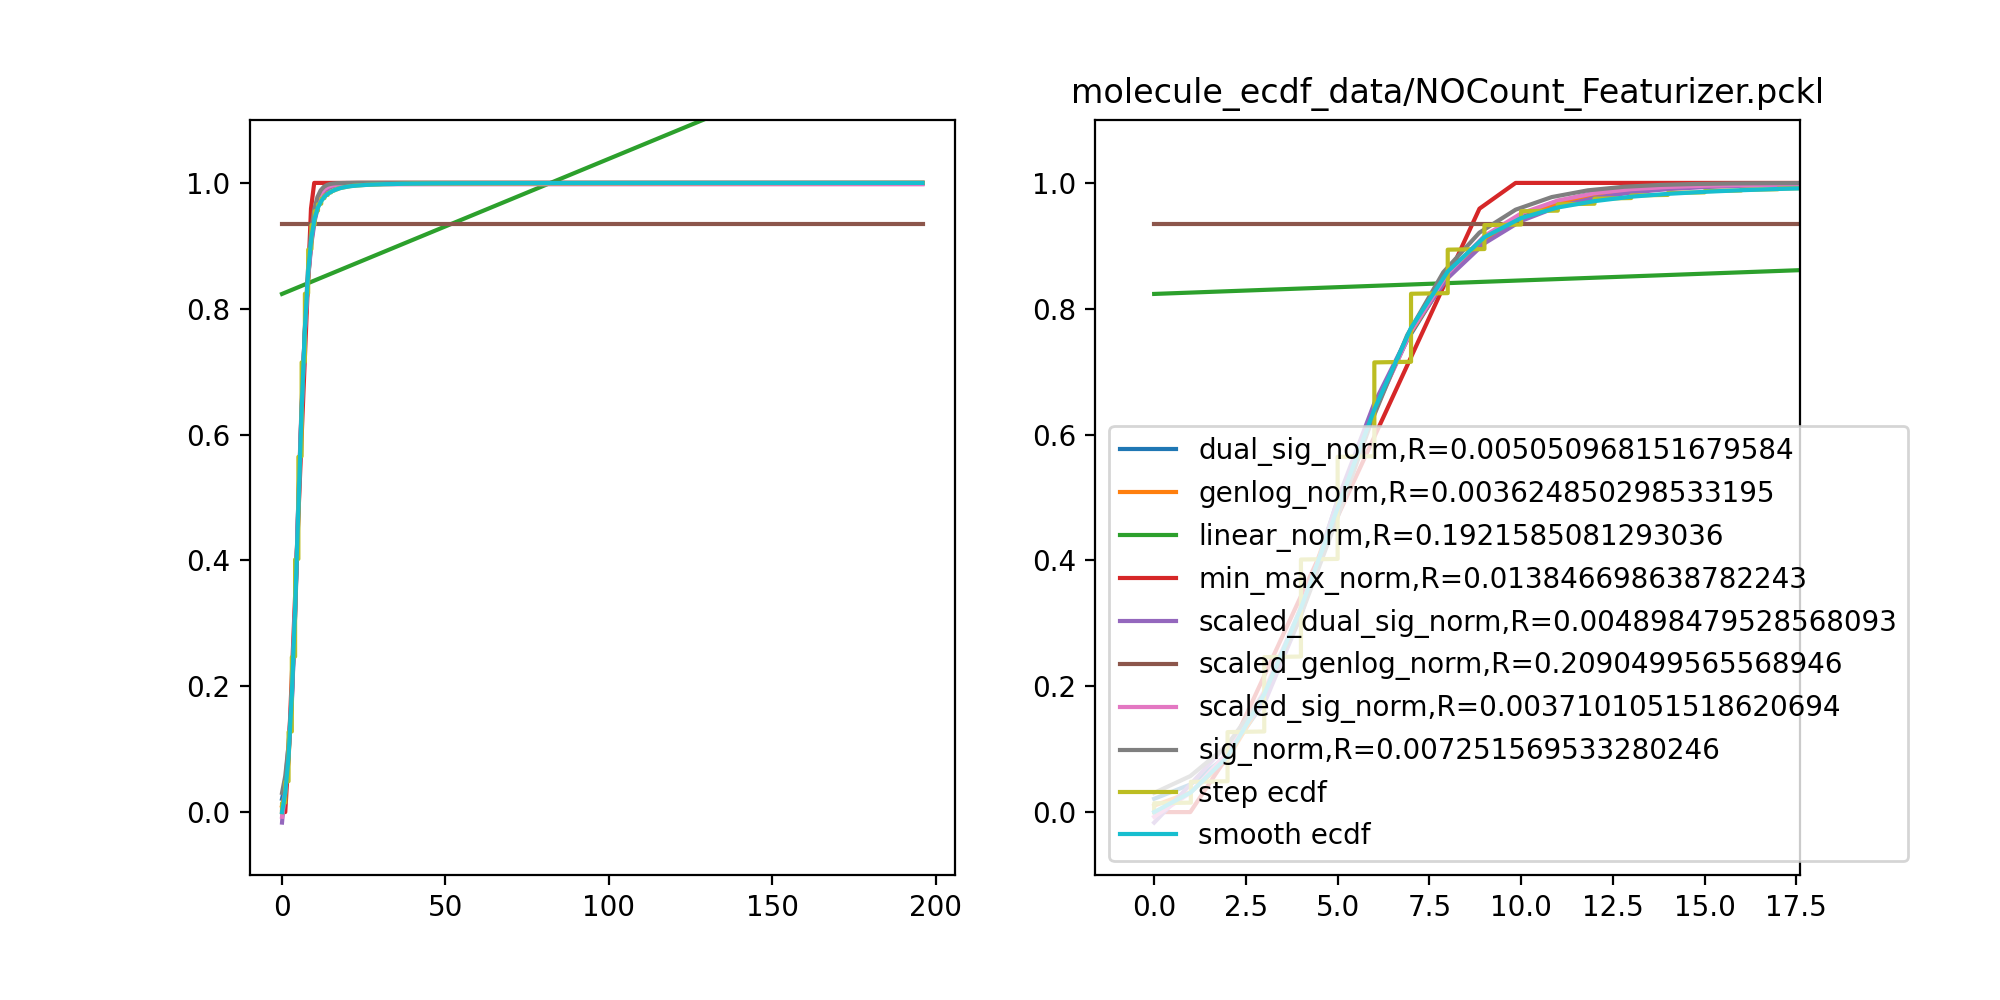 molecule_ecdf_data/NOCount_Featurizer.pckl
1.0
0.8
0.6
0.4
0.2
0.0
0 50 100 150 200
1.0
0.8
0.6
0.4
0.2
0.0
0.0 2.5 5.0 7.5 10.0 12.5 15.0 17.5
dual_sig_norm,R=0.005050968151679584
genlog_norm,R=0.003624850298533195
linear_norm,R=0.1921585081293036
min_max_norm,R=0.013846698638782243
scaled_dual_sig_norm,R=0.004898479528568093
scaled_genlog_norm,R=0.2090499565568946
scaled_sig_norm,R=0.0037101051518620694
sig_norm,R=0.007251569533280246
step ecdf
smooth ecdf